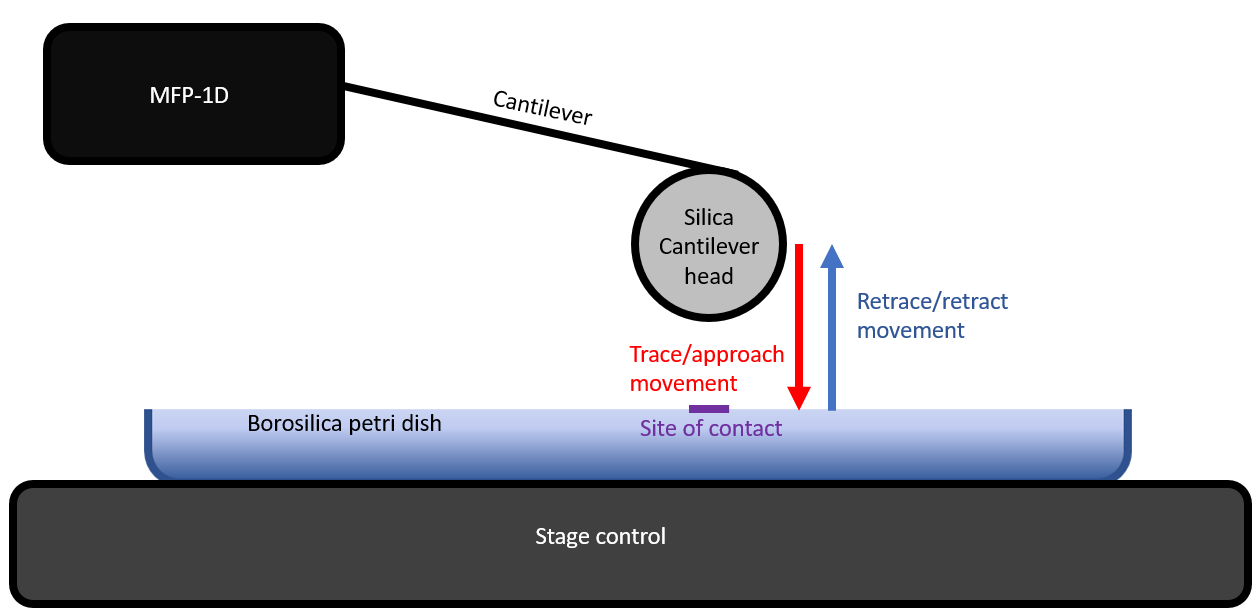 MFP-1D
Cantilever
Silica
Cantilever
head
Retrace/retract
movement
Trace/approach
movement
Borosilica petri dish
Site of contact
Stage control